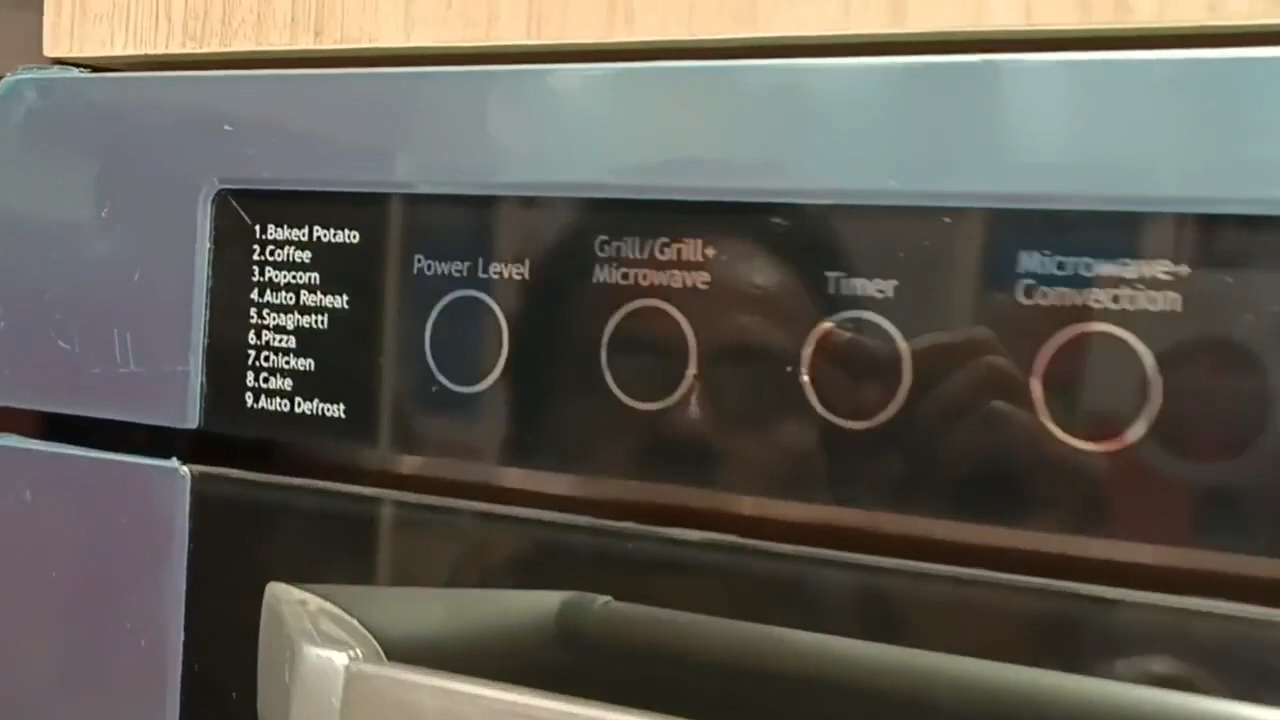 1.Baked Potato
2.Coffee
3.Popcorn
4.Auto Reheat
5.Spaghetti
6.Pizza
7.Chicken
8.Cake
9.Auto Defrost
Power Level
Grill/Grill+
Microwave
Timer
Microwave+
Convection